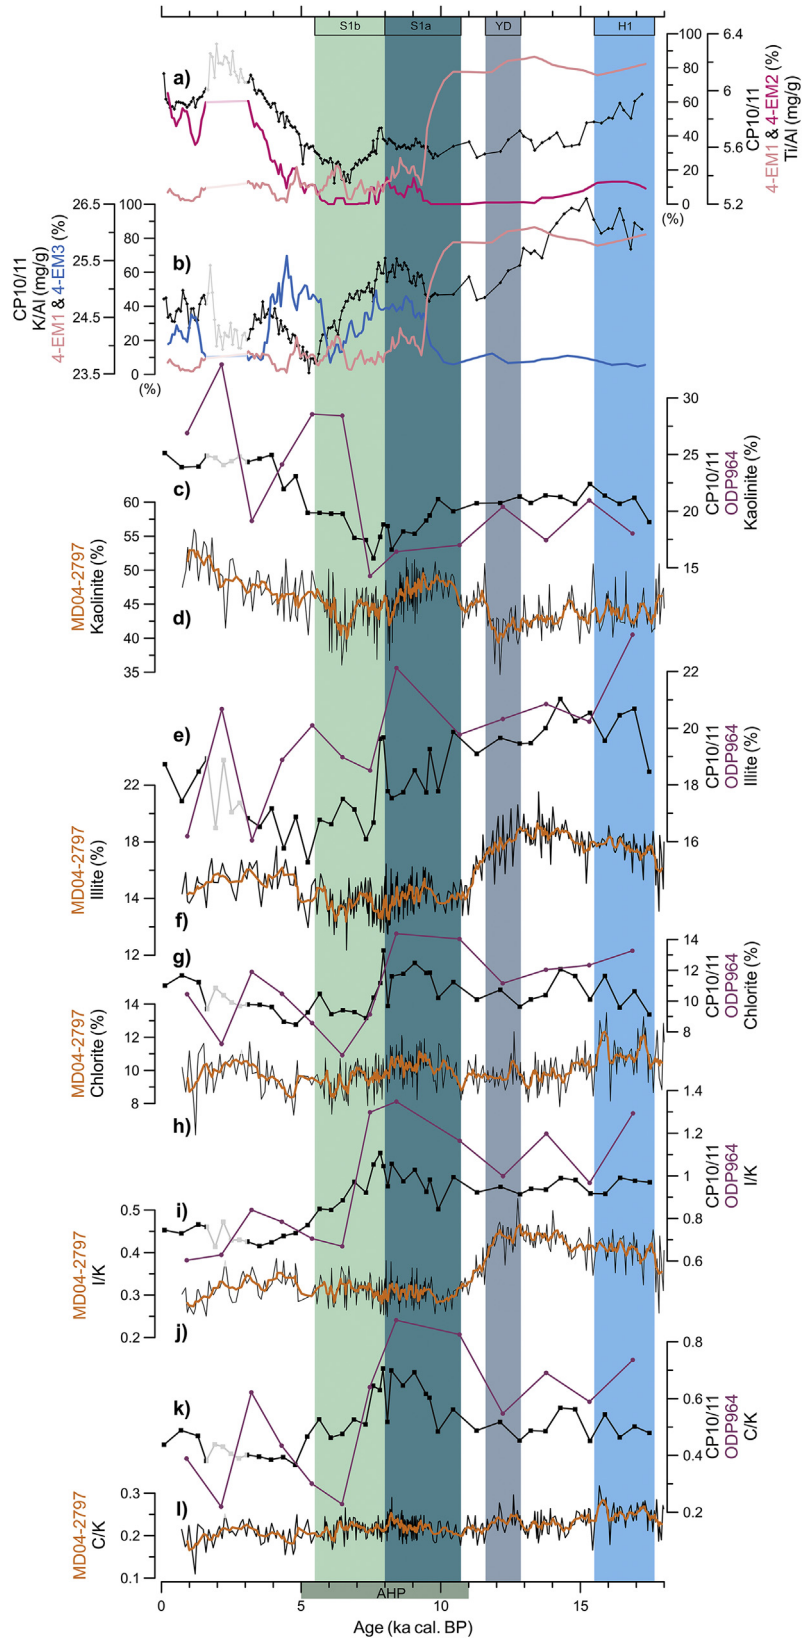 S1b S1a YD H1
a)
100
80
60
40
20
0
(%)
6.4
6
5.6
5.2
CP10/11
4-EM1 & 4-EM2 (%)
Ti/Al (mg/g)
b)
26.5
25.5
24.5
23.5
100
80
60
40
20
0
(%)
CP10/11
K/Al (mg/g)
4-EM1 & 4-EM3 (%)
c)
30
25
20
15
CP10/11
ODP964
Kaolinite (%)
d)
60
55
50
45
40
35
MD04-2797
Kaolinite (%)
e)
22
20
18
16
CP10/11
ODP964
Illite (%)
f)
22
18
14
12
MD04-2797
Illite (%)
g)
14
12
10
8
CP10/11
ODP964
Chlorite (%)
h)
14
12
10
8
MD04-2797
Chlorite (%)
i)
1.4
1.2
1
0.8
0.6
CP10/11
ODP964
I/K
j)
0.5
0.4
0.3
0.2
MD04-2797
I/K
k)
0.8
0.6
0.4
0.2
CP10/11
ODP964
C/K
l)
0.3
0.2
0.1
MD04-2797
C/K
AHP
0 5 10 15
Age (ka cal. BP)